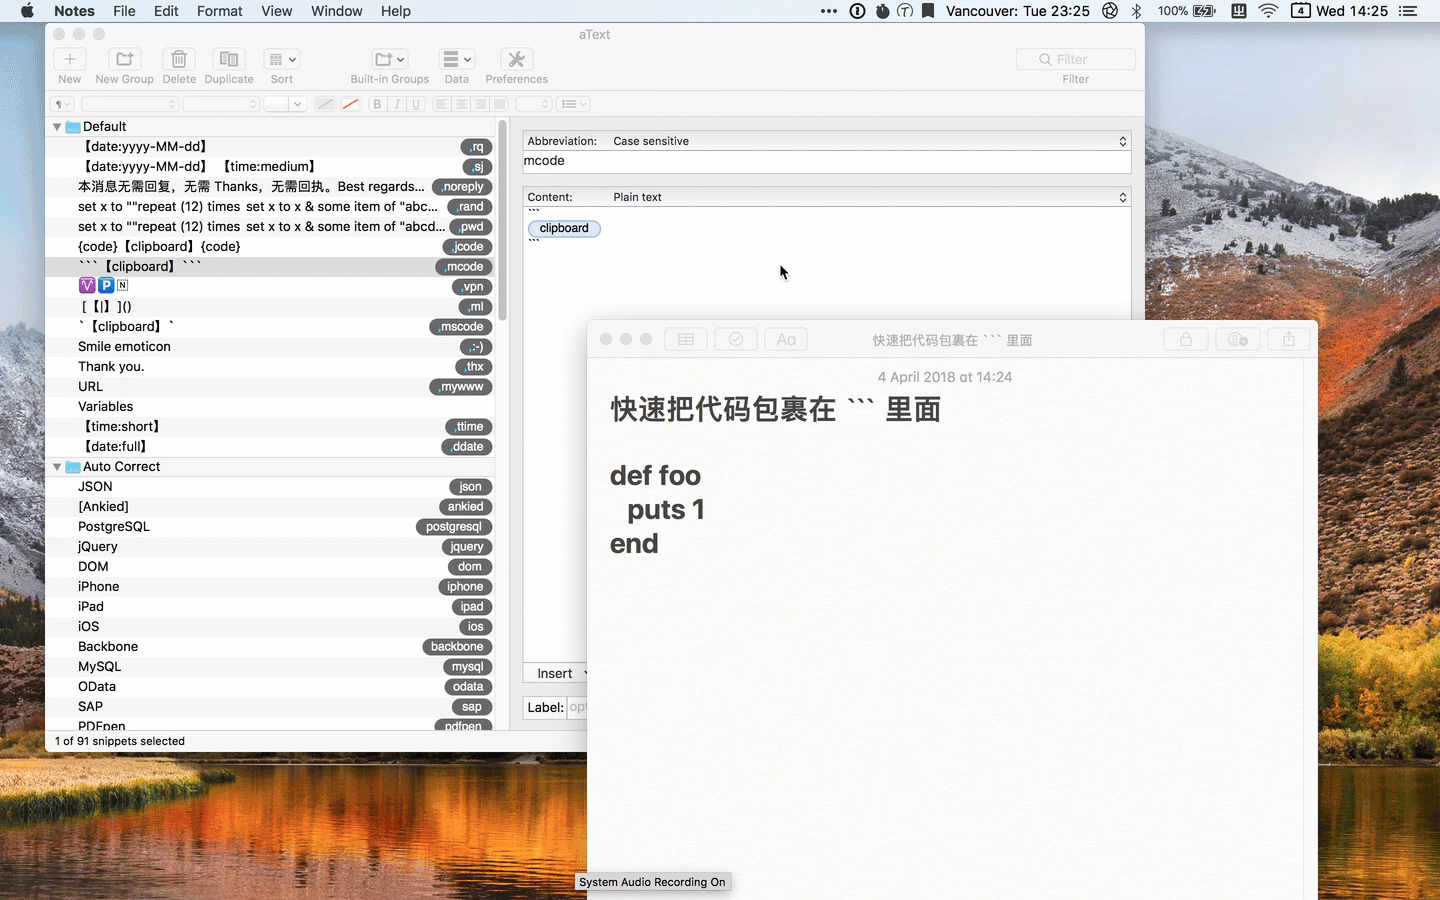 Notes File Edit Format View Window Help
Vancouver: Tue 23:25 100% 4 Wed 14:25
aText
New New Group Delete Duplicate Sort Built-in Groups Data Preferences Filter
Filter
B I U
Default
【date:yyyy-MM-dd】 ,rq
【date:yyyy-MM-dd】 【time:medium】 ,sj
本消息无需回复，无需 Thanks，无需回执。Best regards... ,noreply
set x to ""repeat (12) times set x to x & some item of "abc... ,rand
set x to ""repeat (12) times set x to x & some item of "abcd... ,pwd
{code}【clipboard】{code} ,jcode
```【clipboard】``` ,mcode
V P N ,vpn
[【|】]() ,ml
`【clipboard】` ,mscode
Smile emoticon ,:-)
Thank you. ,thx
URL ,mywww
Variables
【time:short】 ,ttime
【date:full】 ,ddate
Auto Correct
JSON json
[Ankied] ankied
PostgreSQL postgresql
jQuery jquery
DOM dom
iPhone iphone
iPad ipad
iOS ios
Backbone backbone
MySQL mysql
OData odata
SAP sap
PDFpen pdfpen
1 of 91 snippets selected
Abbreviation: Case sensitive
mcode
Content: Plain text
```
clipboard
```
Insert
Label: opt
Aa 快速把代码包裹在 ``` 里面
4 April 2018 at 14:24
快速把代码包裹在 ``` 里面
def foo
puts 1
end
System Audio Recording On